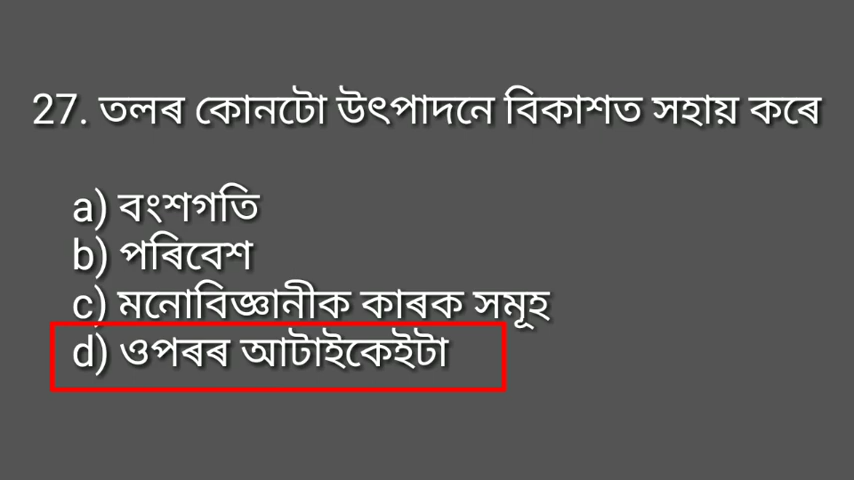 27. তলৰ কোনটো উৎপাদনে বিকাশত সহায় কৰে
a) বংশগতি
b) পৰিবেশ
c) মনোবিজ্ঞানীক কাৰক সমূহ
d) ওপৰৰ আটাইকেইটা